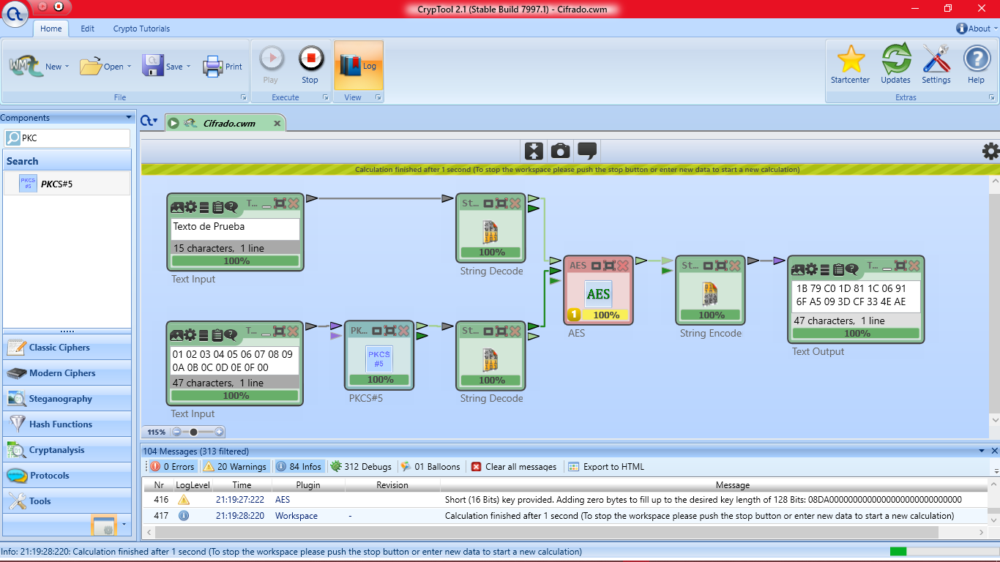 CrypTool 2.1 (Stable Build 7997.1) - Cifrado.cwm
Home Edit Crypto Tutorials About
New Open Save Print Play Stop Log Startcenter Updates Settings Help
File Execute View Extras
Components
PKC
Search
PKCS #5 PKCS#5
Classic Ciphers
Modern Ciphers
Steganography
Hash Functions
Cryptanalysis
Protocols
Tools
Cifrado.cwm
Calculation finished after 1 second (To stop the workspace please push the stop button or enter new data to start a new calculation)
T...
Texto de Prueba
15 characters, 1 line
100%
Text Input
St...
100%
String Decode
T...
01 02 03 04 05 06 07 08 09
0A 0B 0C 0D 0E 0F 00
47 characters, 1 line
100%
Text Input
PK...
PKCS
#5
100%
PKCS#5
St...
100%
String Decode
AES
AES
1 100%
AES
St...
100%
String Encode
T...
1B 79 C0 1D 81 1C 06 91
6F A5 09 3D CF 33 4E AE
47 characters, 1 line
100%
Text Output
115%
104 Messages (313 filtered)
0 Errors 20 Warnings 84 Infos 312 Debugs 01 Balloons Clear all messages Export to HTML
Nr LogLevel Time Plugin Revision Message
416 21:19:27:222 AES Short (16 Bits) key provided. Adding zero bytes to fill up to the desired key length of 128 Bits: 08DA0000000000000000000000000000
417 21:19:28:220 Workspace - Calculation finished after 1 second (To stop the workspace please push the stop button or enter new data to start a new calculation)
Info: 21:19:28:220: Calculation finished after 1 second (To stop the workspace please push the stop button or enter new data to start a new calculation)